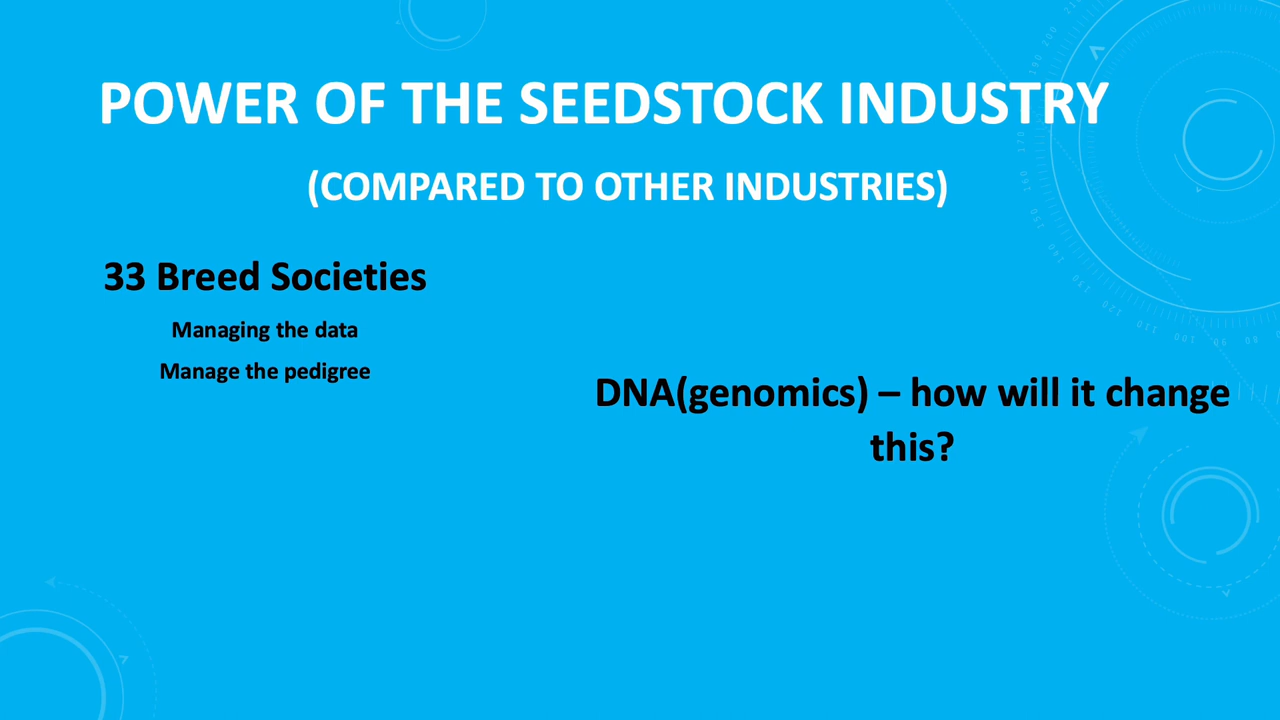 POWER OF THE SEEDSTOCK INDUSTRY
(COMPARED TO OTHER INDUSTRIES)
33 Breed Societies
Managing the data
Manage the pedigree
DNA(genomics) – how will it change
this?